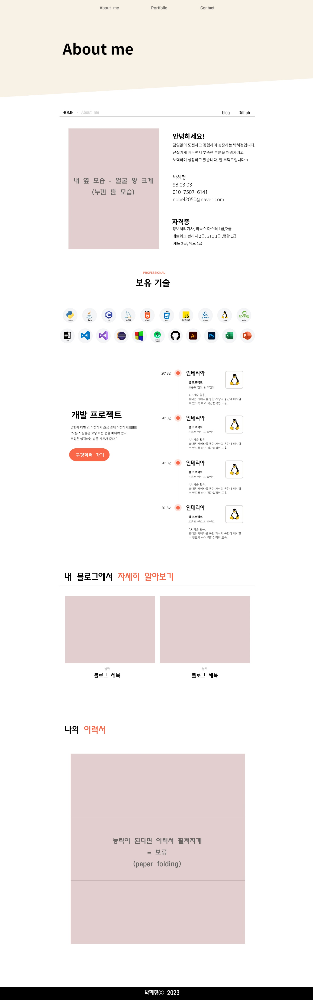 About me
Portfolio
Contact
About me
HOME · About me
blog
Github
내 옆 모습 - 얼굴 왕 크게
(누끼 딴 모습)
안녕하세요!
끊임없이 도전하고 경험하며 성장하는 박혜정입니다.
끈질기게 배우면서 부족한 부분을 채워가려고
노력하며 성장하고 있습니다. 잘 부탁드립니다 :)
박혜정
98.03.03
010-7507-6141
nobel2050@naver.com
자격증
정보처리기사, 리눅스 마스터 1급/2급
네트워크 관리사 2급, GTQ 1급 ,컴활 1급
캐드 2급, 워드 1급
PROFESSIONAL
보유 기술
Python
Java
C
C
MySQL
MySQL
HTML
HTML5
CSS
CSS
JS
JavaScript
jQuery
jQuery
Linux
spring
spring
JSP
JSP
Android
Studio
Ai
Ps
X
P
개발 프로젝트
경험에 대한 것 작성하기 조금 길게 작성하기!!!!!!!!!
"모든 사람들은 코딩 하는 법을 배워야 한다.
코딩은 생각하는 법을 가르쳐 준다."
구경하러 가기
2018년
인테리아
팀 프로젝트
프론트 엔드 & 백엔드
AR 기술 활용,
휴대폰 카메라를 통한 가상의 공간에 배치할
수 있도록 하여 직간접적인 도움.
2018년
인테리아
팀 프로젝트
프론트 엔드 & 백엔드
AR 기술 활용,
휴대폰 카메라를 통한 가상의 공간에 배치할
수 있도록 하여 직간접적인 도움.
2018년
인테리아
팀 프로젝트
프론트 엔드 & 백엔드
AR 기술 활용,
휴대폰 카메라를 통한 가상의 공간에 배치할
수 있도록 하여 직간접적인 도움.
2018년
인테리아
팀 프로젝트
프론트 엔드 & 백엔드
AR 기술 활용,
휴대폰 카메라를 통한 가상의 공간에 배치할
수 있도록 하여 직간접적인 도움.
내 블로그에서 자세히 알아보기
날짜
블로그 제목
날짜
블로그 제목
나의 이력서
능력이 된다면 이력서 펼쳐지게
= 보류
(paper folding)
박혜정ⓒ 2023